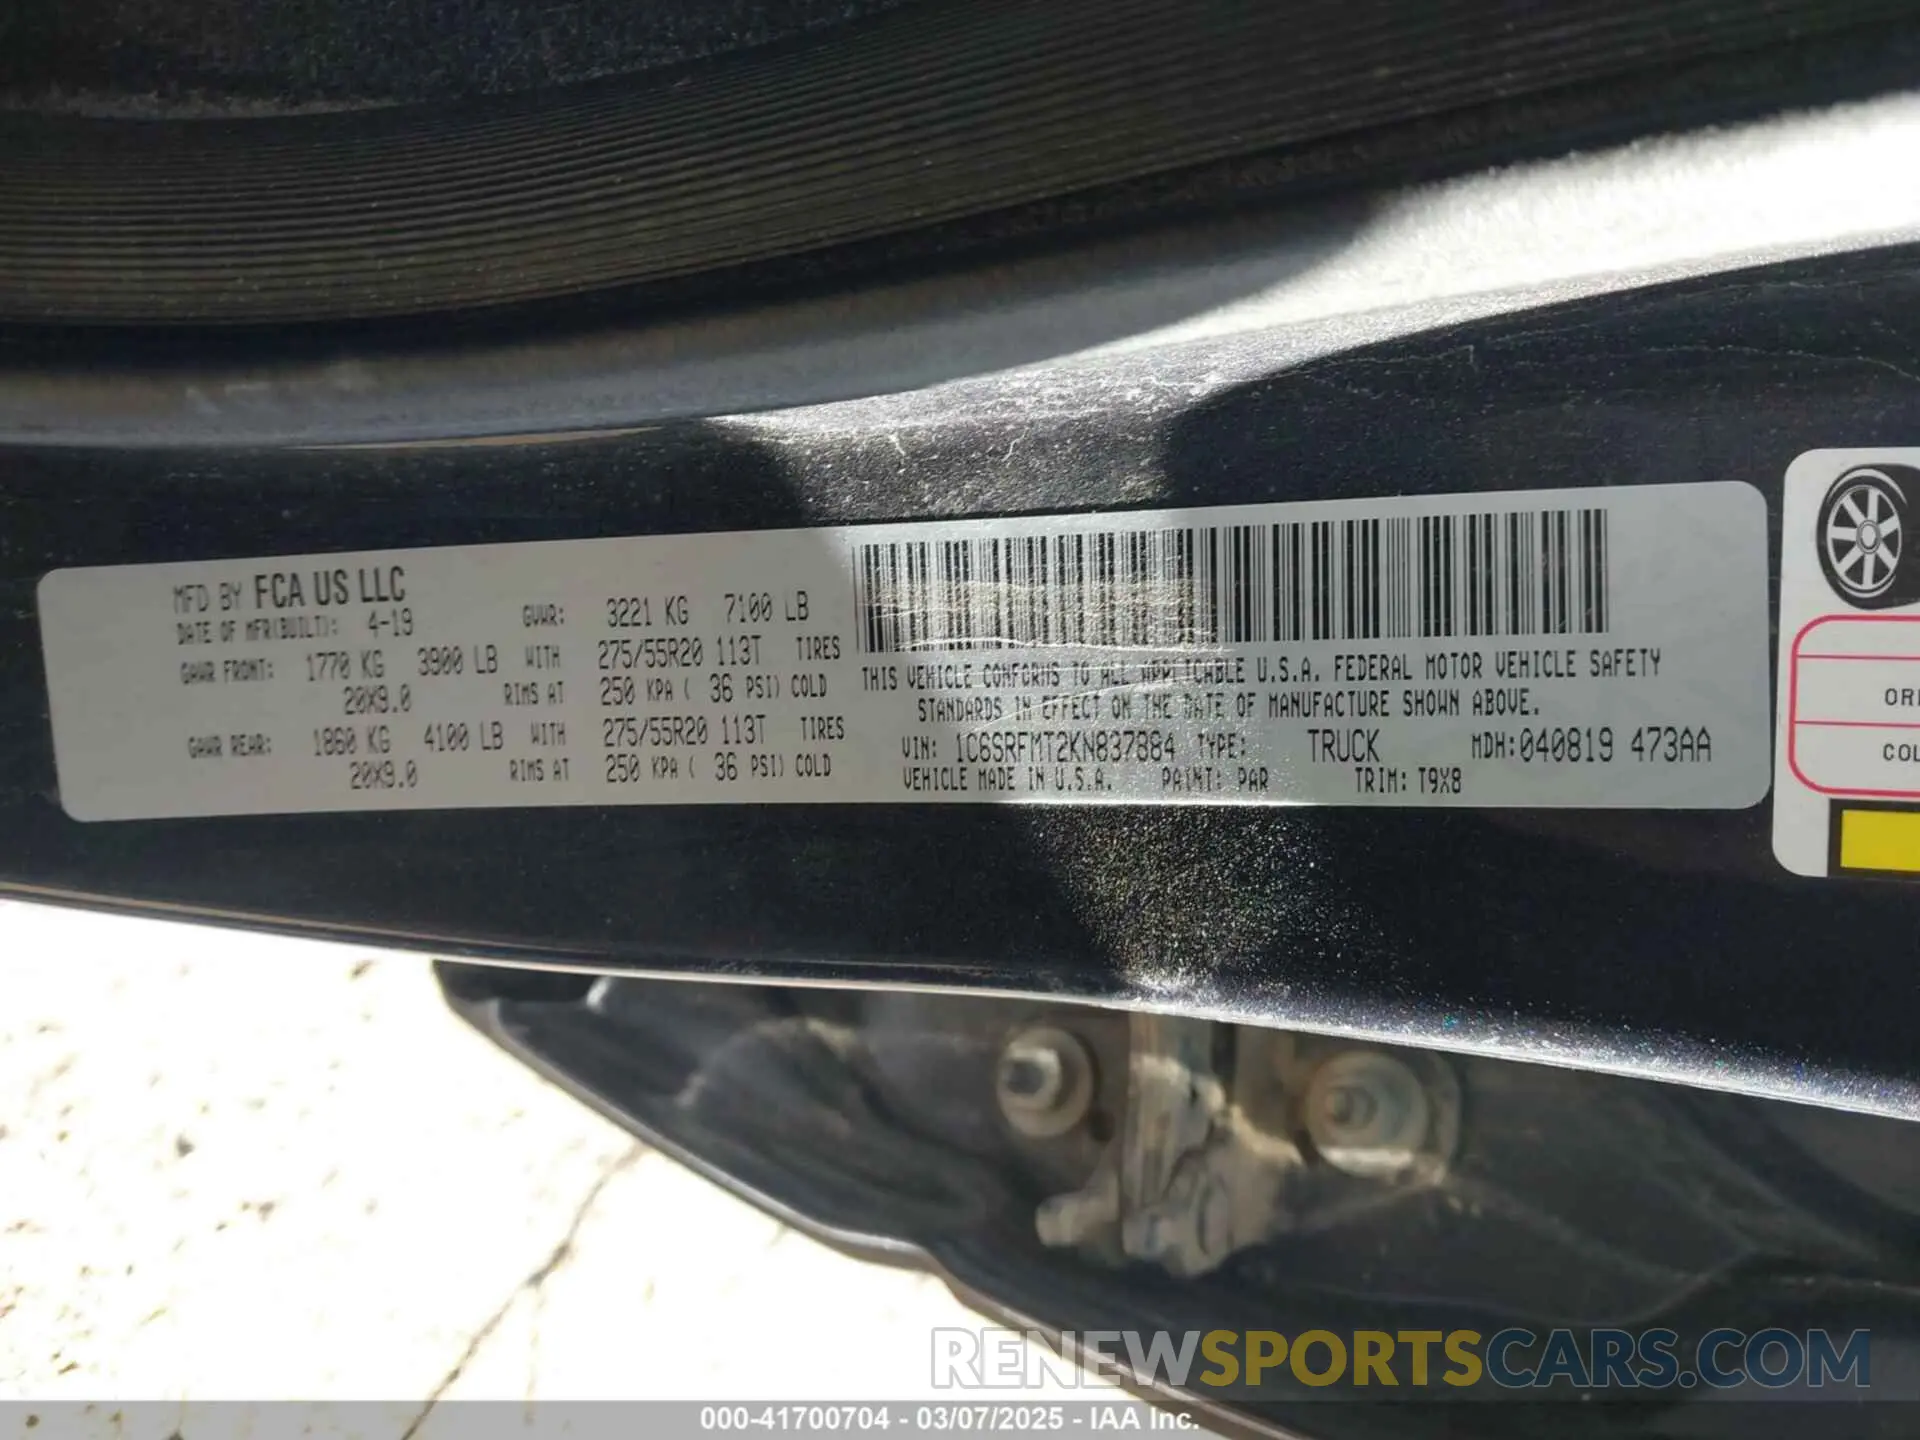 MFD BY FCA US LLC
DATE OF MFR(BUILT): 4-19 GVWR: 3221 KG 7100 LB
GAWR FRONT: 1770 KG 3900 LB WITH 275/55R20 113T TIRES
20X9.0 RIMS AT 250 KPA ( 36 PSI) COLD
GAWR REAR: 1860 KG 4100 LB WITH 275/55R20 113T TIRES
20X9.0 RIMS AT 250 KPA ( 36 PSI) COLD
THIS VEHICLE CONFORMS TO ALL APPLICABLE U.S.A. FEDERAL MOTOR VEHICLE SAFETY
STANDARDS IN EFFECT ON THE DATE OF MANUFACTURE SHOWN ABOVE.
VIN: 1C6SRFMT2KN837884 TYPE: TRUCK MDH:040819 473AA
VEHICLE MADE IN U.S.A. PAINT: PAR TRIM: T9X8
ORI
COL
RENEWSPORTSCARS.COM
000-41700704 - 03/07/2025 - IAA Inc.